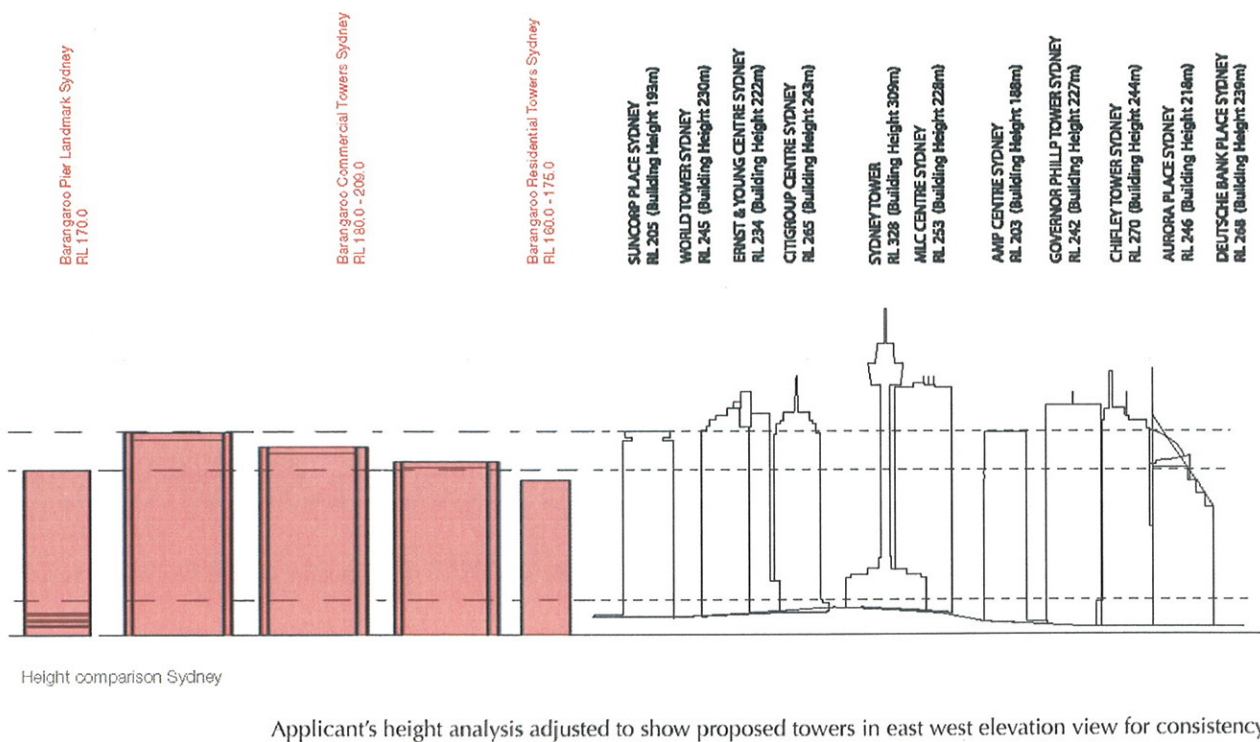 Barangaroo Pier Landmark Sydney
RL 170.0
Barangaroo Commercial Towers Sydney
RL 180.0 - 209.0
Barangaroo Residential Towers Sydney
RL 160.0 -175.0
SUNCORP PLACE SYDNEY
RL 205 (Building Height 193m)
WORLD TOWER SYDNEY
RL 245 (Building Height 230m)
ERNST & YOUNG CENTRE SYDNEY
RL 234 (Building Height 222m)
CITIGROUP CENTRE SYDNEY
RL 265 (Building Height 243m)
SYDNEY TOWER
RL 328 (Building Height 309m)
MLC CENTRE SYDNEY
RL 253 (Building Height 228m)
AMP CENTRE SYDNEY
RL 203 (Building Height 188m)
GOVERNOR PHILLP TOWER SYDNEY
RL 242 (Building Height 227m)
CHIFLEY TOWER SYDNEY
RL 270 (Building Height 244m)
AURORA PLACE SYDNEY
RL 246 (Building Height 218m)
DEUTSCHE BANK PLACE SYDNEY
RL 268 (Building Height 239m)
Height comparison Sydney
Applicant's height analysis adjusted to show proposed towers in east west elevation view for consistency